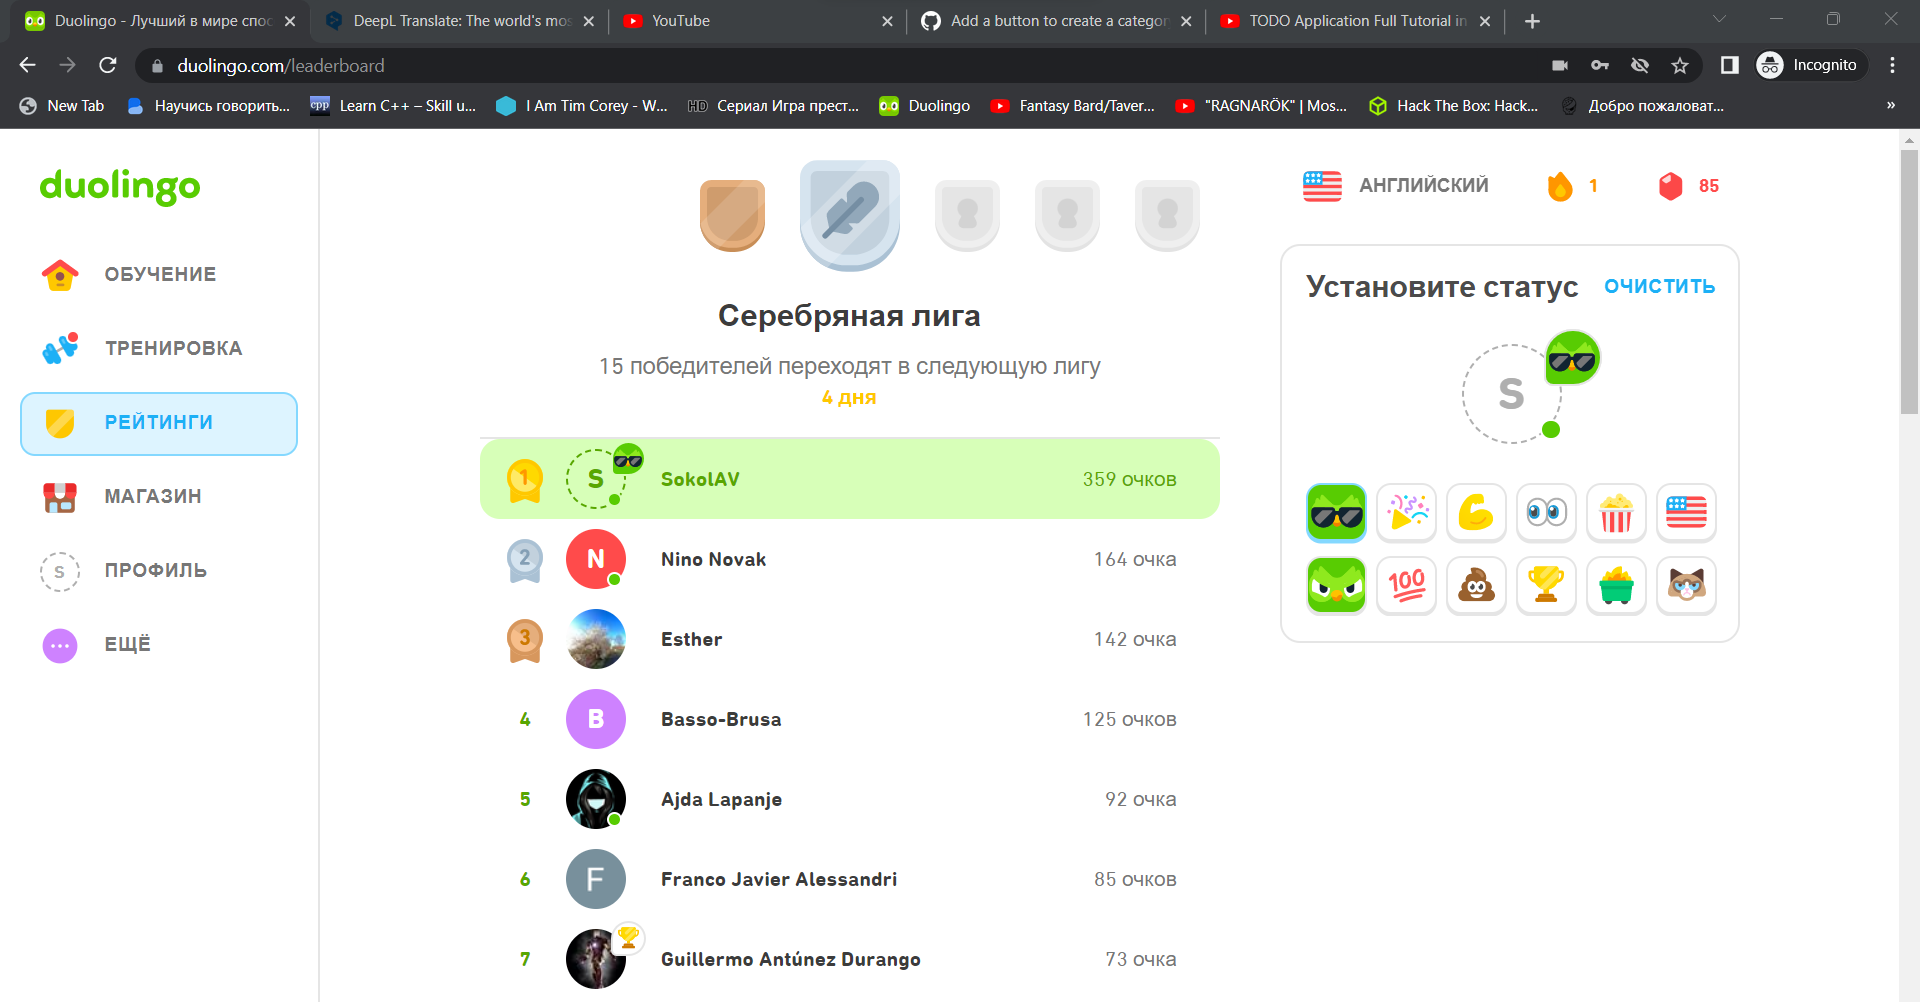 Duolingo - Лучший в мире спос
DeepL Translate: The world's mos
YouTube
Add a button to create a categor
TODO Application Full Tutorial in
duolingo.com/leaderboard
Incognito
New Tab
Научись говорить...
cpp
Learn C++ – Skill u...
I Am Tim Corey - W...
HD
Сериал Игра прест...
Duolingo
Fantasy Bard/Taver...
"RAGNARÖK" | Mos...
Hack The Box: Hack...
Добро пожаловат...
»
duolingo
ОБУЧЕНИЕ
ТРЕНИРОВКА
РЕЙТИНГИ
МАГАЗИН
S
ПРОФИЛЬ
ЕЩЁ
Серебряная лига
15 победителей переходят в следующую лигу
4 дня
1 S SokolAV 359 очков
2 N Nino Novak 164 очка
3 Esther 142 очка
4 B Basso-Brusa 125 очков
5 Ajda Lapanje 92 очка
6 F Franco Javier Alessandri 85 очков
7 Guillermo Antúnez Durango 73 очка
АНГЛИЙСКИЙ
1
85
Установите статус
ОЧИСТИТЬ
S
100